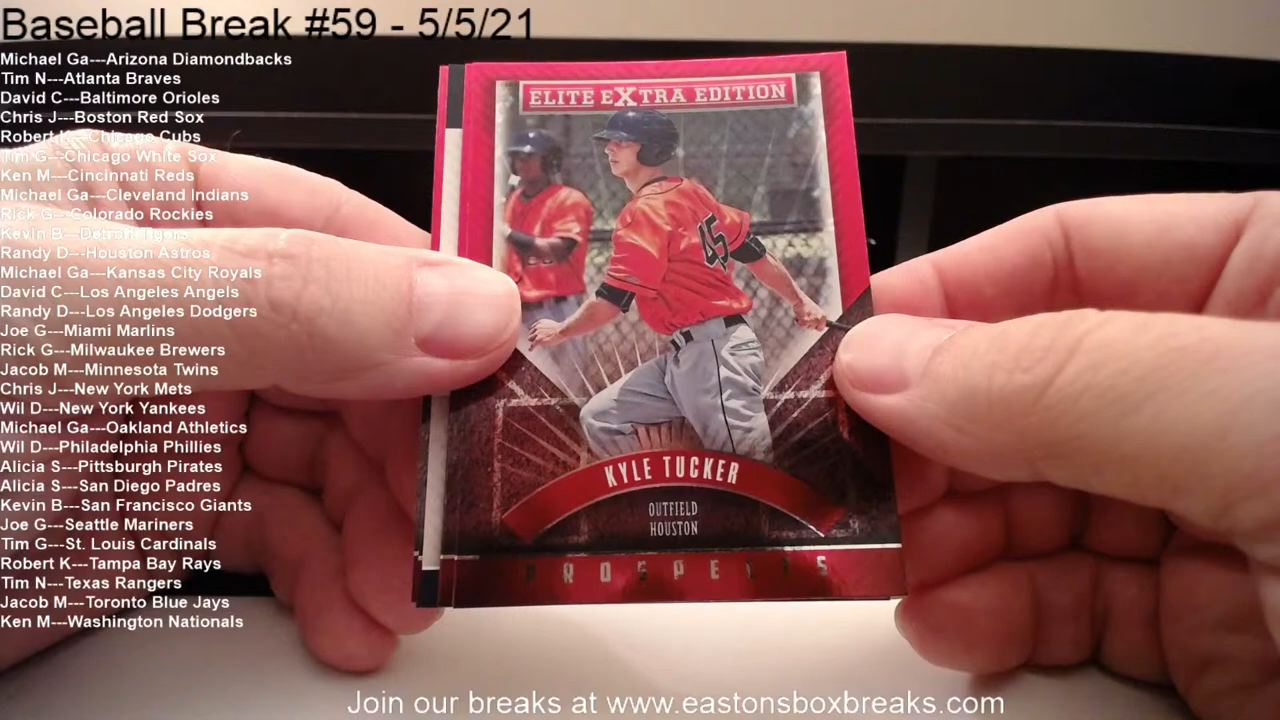 Baseball Break #59 - 5/5/21
Michael Ga---Arizona Diamondbacks
Tim N---Atlanta Braves
David C---Baltimore Orioles
Chris J---Boston Red Sox
Robert K---Chicago Cubs
Tim G---Chicago White Sox
Ken M---Cincinnati Reds
Michael Ga---Cleveland Indians
Rick G---Colorado Rockies
Kevin B---Detroit Tigers
Randy D---Houston Astros
Michael Ga---Kansas City Royals
David C---Los Angeles Angels
Randy D---Los Angeles Dodgers
Joe G---Miami Marlins
Rick G---Milwaukee Brewers
Jacob M---Minnesota Twins
Chris J---New York Mets
Wil D---New York Yankees
Michael Ga---Oakland Athletics
Wil D---Philadelphia Phillies
Alicia S---Pittsburgh Pirates
Alicia S---San Diego Padres
Kevin B---San Francisco Giants
Joe G---Seattle Mariners
Tim G---St. Louis Cardinals
Robert K---Tampa Bay Rays
Tim N---Texas Rangers
Jacob M---Toronto Blue Jays
Ken M---Washington Nationals
ELITE EXTRA EDITION
45
KYLE TUCKER
OUTFIELD
HOUSTON
PROSPECTS
Join our breaks at www.eastonsboxbreaks.com